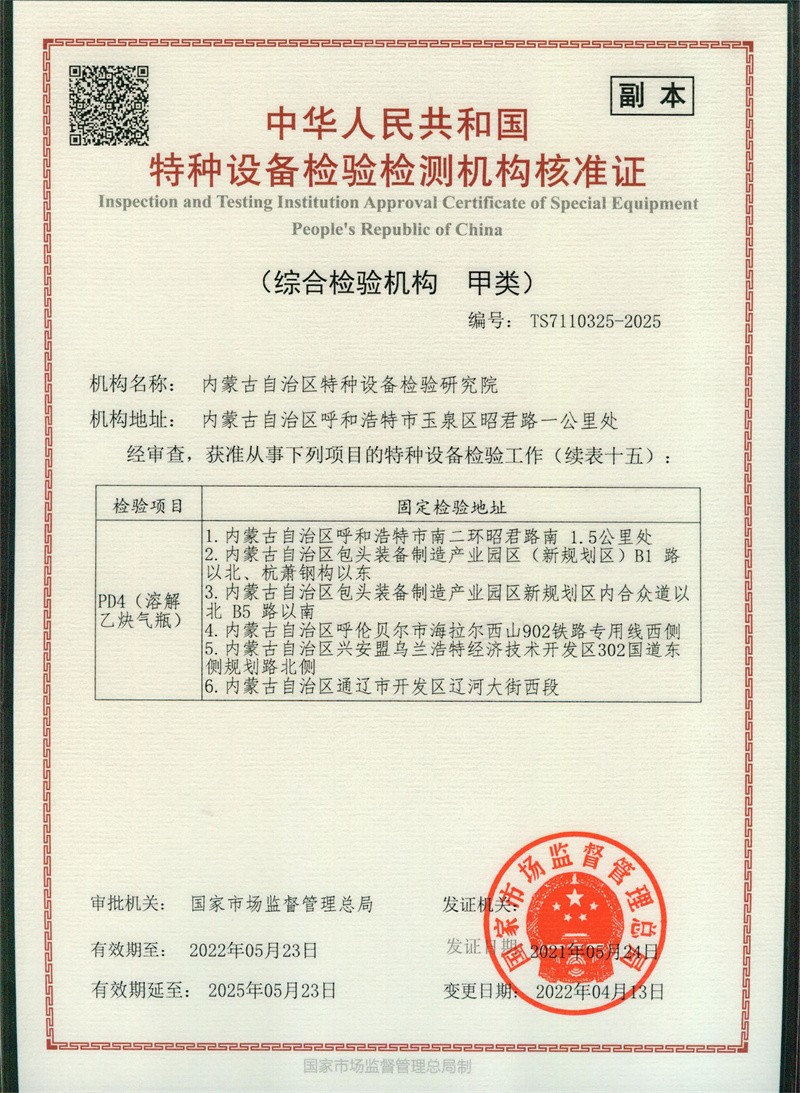 副 本
中华人民共和国
特种设备检验检测机构核准证
Inspection and Testing Institution Approval Certificate of Special Equipment
People's Republic of China
（综合检验机构　甲类）
编号： TS7110325-2025
机构名称： 内蒙古自治区特种设备检验研究院
机构地址： 内蒙古自治区呼和浩特市玉泉区昭君路一公里处
经审查，获准从事下列项目的特种设备检验工作（续表十五）：
检验项目 固定检验地址
PD4（溶解
乙炔气瓶）
1. 内蒙古自治区呼和浩特市南二环昭君路南 1.5公里处
2. 内蒙古自治区包头装备制造产业园区（新规划区）B1 路
以北、杭萧钢构以东
3. 内蒙古自治区包头装备制造产业园区新规划区内合众道以
北 B5 路以南
4. 内蒙古自治区呼伦贝尔市海拉尔西山902铁路专用线西侧
5. 内蒙古自治区兴安盟乌兰浩特经济技术开发区302国道东
侧规划路北侧
6. 内蒙古自治区通辽市开发区辽河大街西段
审批机关： 国家市场监督管理总局
发证机关：
有效期至： 2022年05月23日
发证日期： 2021年05月24日
有效期延至： 2025年05月23日
变更日期： 2022年04月13日
国家市场监督管理总局
国家市场监督管理总局制